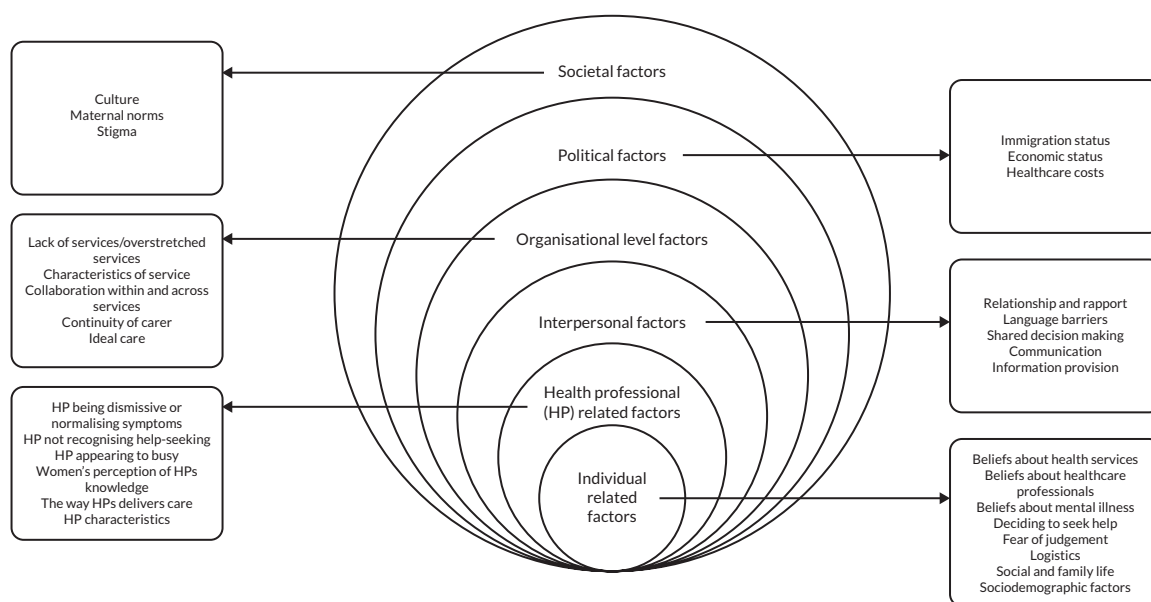 Societal factors
Culture
Maternal norms
Stigma
Political factors
Immigration status
Economic status
Healthcare costs
Organisational level factors
Lack of services/overstretched
services
Characteristics of service
Collaboration within and across
services
Continuity of carer
Ideal care
Interpersonal factors
Relationship and rapport
Language barriers
Shared decision making
Communication
Information provision
Health professional
(HP) related factors
HP being dismissive or
normalising symptoms
HP not recognising help-seeking
HP appearing to busy
Women's perception of HPs
knowledge
The way HPs delivers care
HP characteristics
Individual
related
factors
Beliefs about health services
Beliefs about healthcare
professionals
Beliefs about mental illness
Deciding to seek help
Fear of judgement
Logistics
Social and family life
Sociodemographic factors